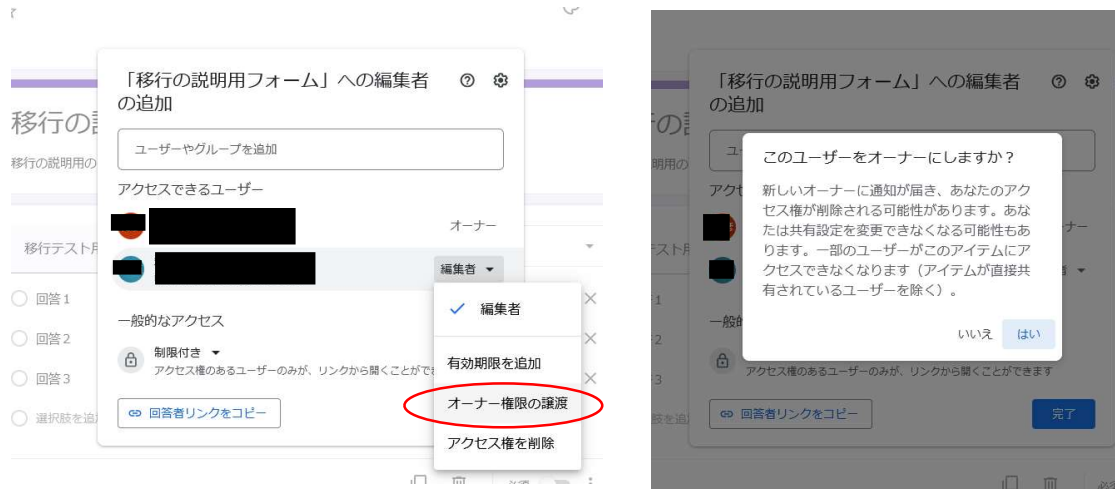 「移行の説明用フォーム」への編集者
の追加
移行の
ユーザーやグループを追加
移行の説明用の
アクセスできるユーザー
オーナー
移行テスト用
編集者
回答 1
編集者
一般的なアクセス
回答 2
制限付き
有効期限を追加
アクセス権のあるユーザーのみが、リンクから開くことがで
回答 3
オーナー権限の譲渡
回答者リンクをコピー
選択肢を追
アクセス権を削除
「移行の説明用フォーム」への編集者
の追加
このユーザーをオーナーにしますか？
新しいオーナーに通知が届き、あなたのアク
セス権が削除される可能性があります。あな
たは共有設定を変更できなくなる可能性もあ
ります。一部のユーザーがこのアイテムにア
クセスできなくなります（アイテムが直接共
有されているユーザーを除く）。
いいえ
はい
アクセス権のあるユーザーのみが、リンクから開くことができます
回答者リンクをコピー
完了